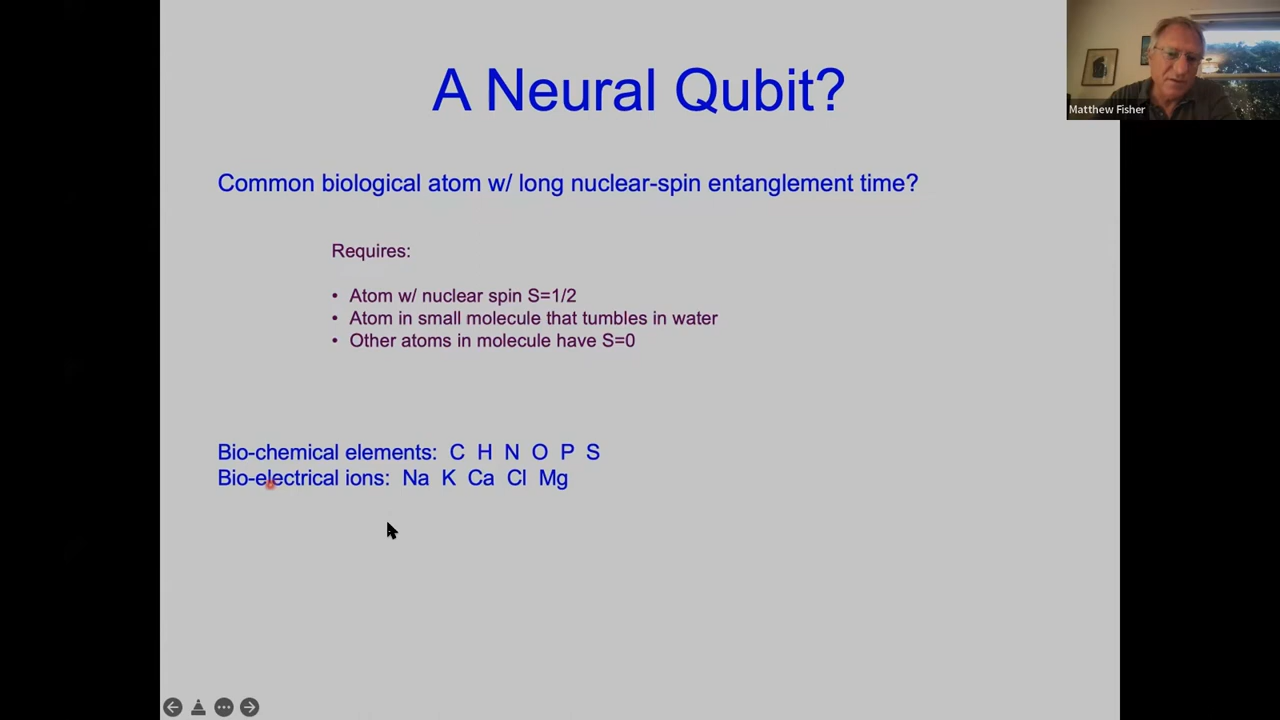 A Neural Qubit?
Matthew Fisher
Common biological atom w/ long nuclear-spin entanglement time?
Requires:
• Atom w/ nuclear spin S=1/2
• Atom in small molecule that tumbles in water
• Other atoms in molecule have S=0
Bio-chemical elements: C H N O P S
Bio-electrical ions: Na K Ca Cl Mg